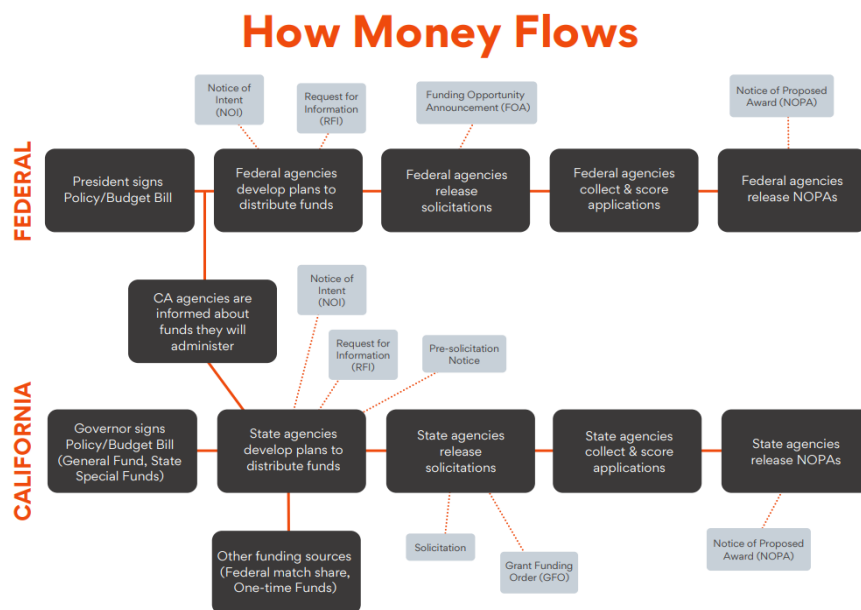 How Money Flows
Notice of
Intent
(NOI)
Request for
Information
(RFI)
Funding Opportunity
Announcement (FOA)
Notice of Proposed
Award (NOPA)
FEDERAL
President signs
Policy/Budget Bill
Federal agencies
develop plans to
distribute funds
Federal agencies
release
solicitations
Federal agencies
collect & score
applications
Federal agencies
release NOPAs
CA agencies are
informed about
funds they will
administer
Notice of
Intent
(NOI)
Request for
Information
(RFI)
Pre-solicitation
Notice
CALIFORNIA
Governor signs
Policy/Budget Bill
(General Fund, State
Special Funds)
State agencies
develop plans to
distribute funds
State agencies
release
solicitations
State agencies
collect & score
applications
State agencies
release NOPAs
Other funding sources
(Federal match share,
One-time Funds)
Solicitation
Grant Funding
Order (GFO)
Notice of Proposed
Award (NOPA)